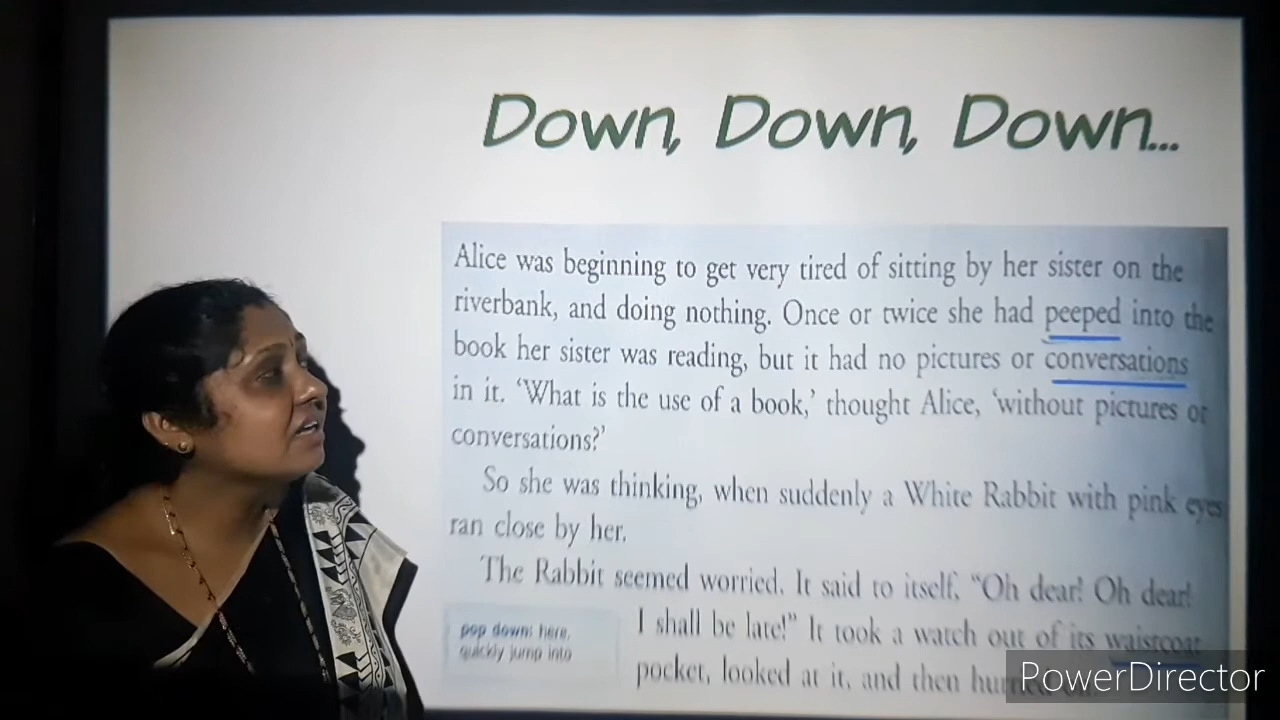 Down, Down, Down...
Alice was beginning to get very tired of sitting by her sister on the
riverbank, and doing nothing. Once or twice she had peeped into the
book her sister was reading, but it had no pictures or conversations
in it. ‘What is the use of a book,’ thought Alice, ‘without pictures or
conversations?’
So she was thinking, when suddenly a White Rabbit with pink eyes
ran close by her.
The Rabbit seemed worried. It said to itself, “Oh dear! Oh dear!
I shall be late!” It took a watch out of its waistcoat
pocket, looked at it, and then
pop down: here,
quickly jump into
PowerDirector